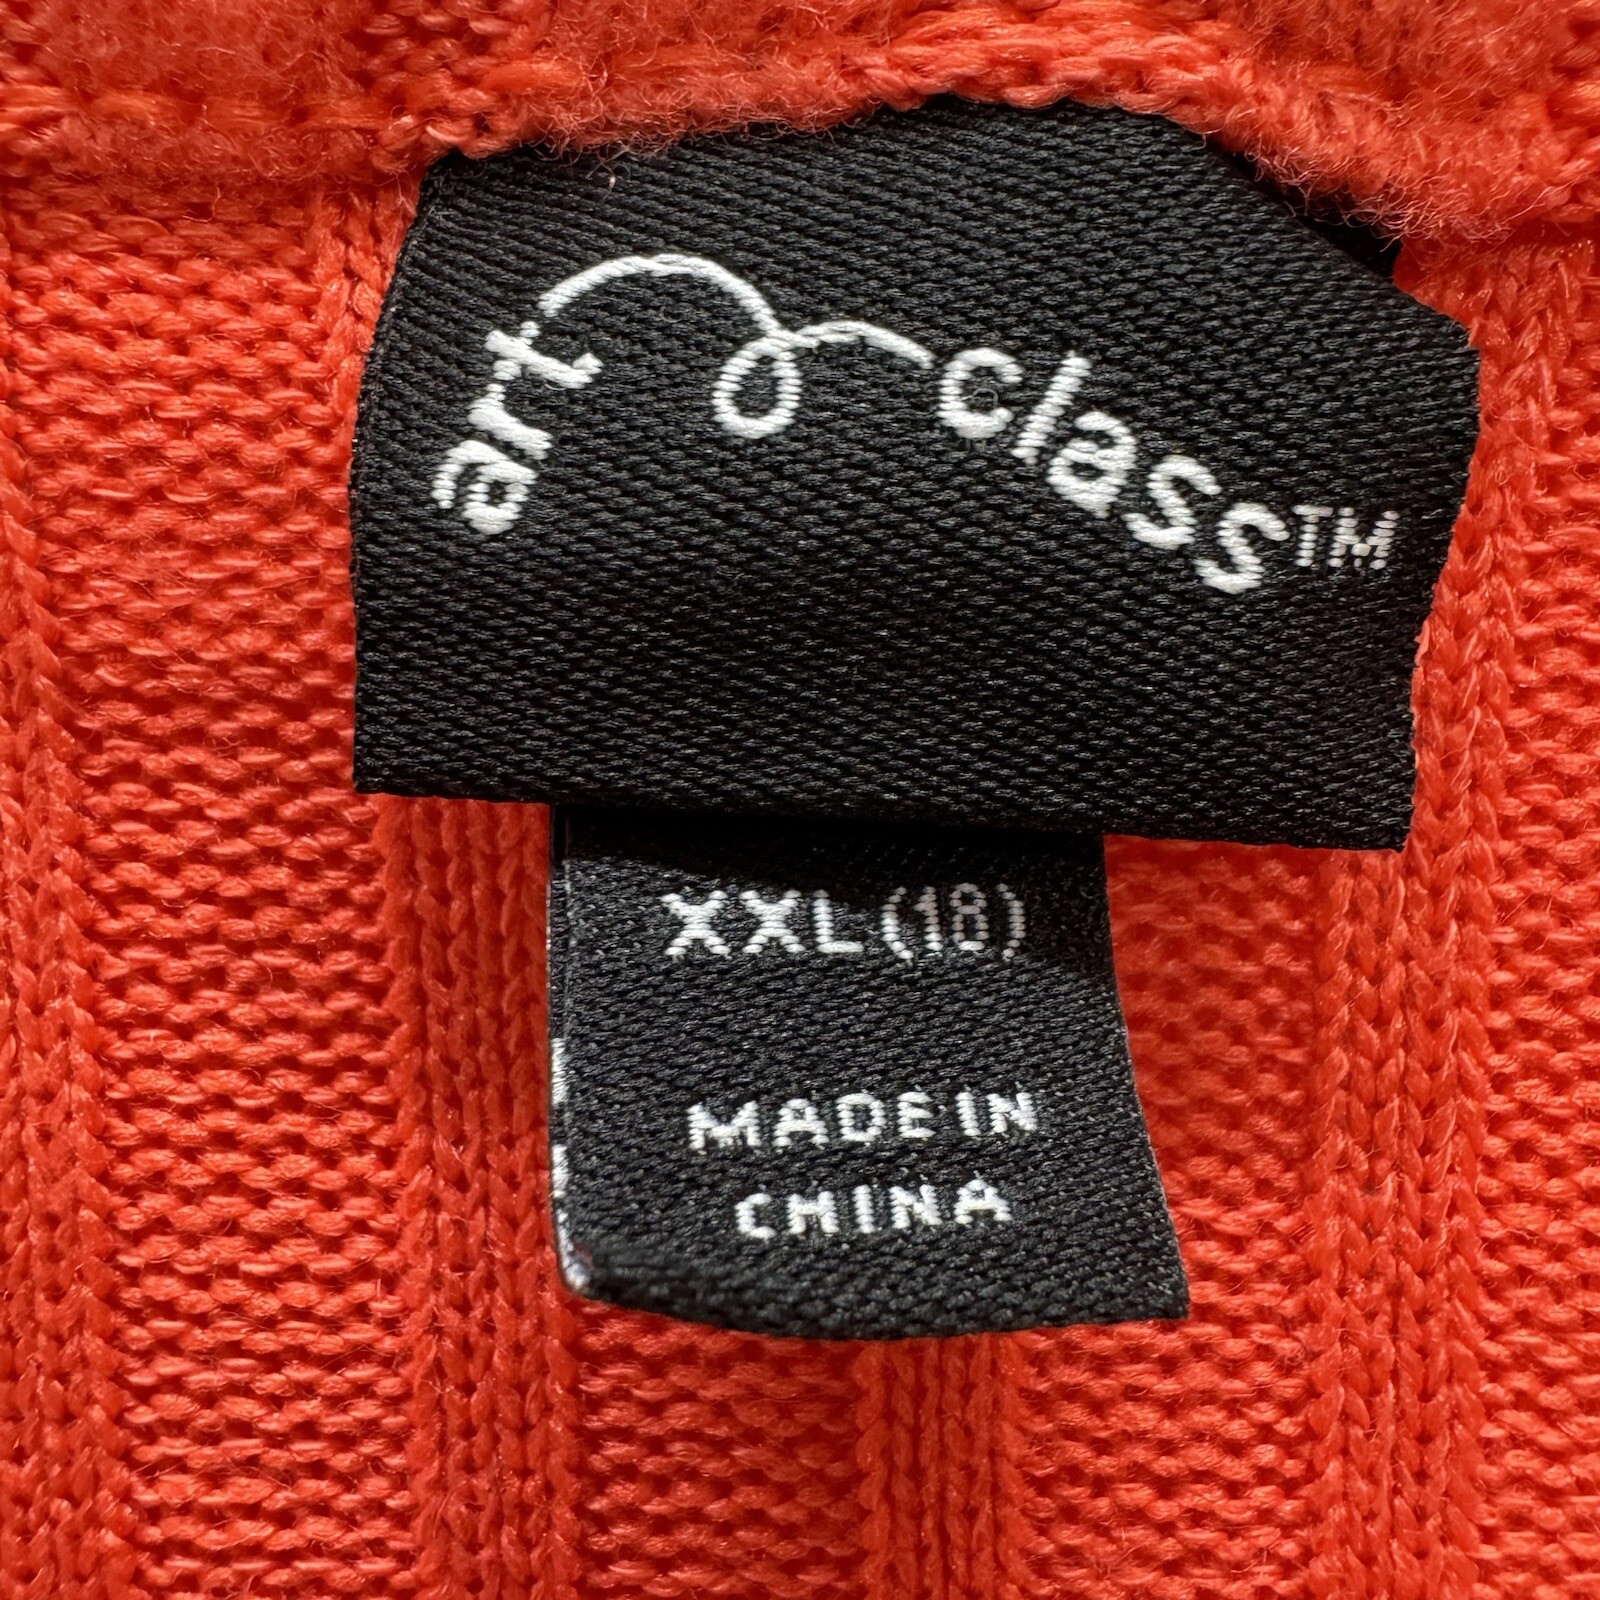 art class™
XXL (18)
MADE IN
CHINA